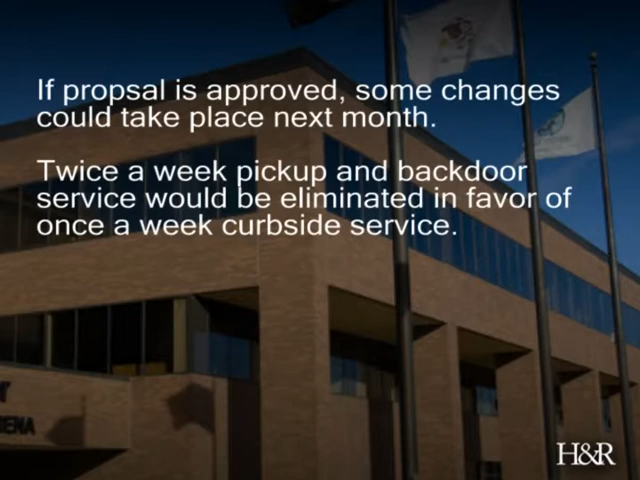 If propsal is approved, some changes
could take place next month.
Twice a week pickup and backdoor
service would be eliminated in favor of
once a week curbside service.
H&R